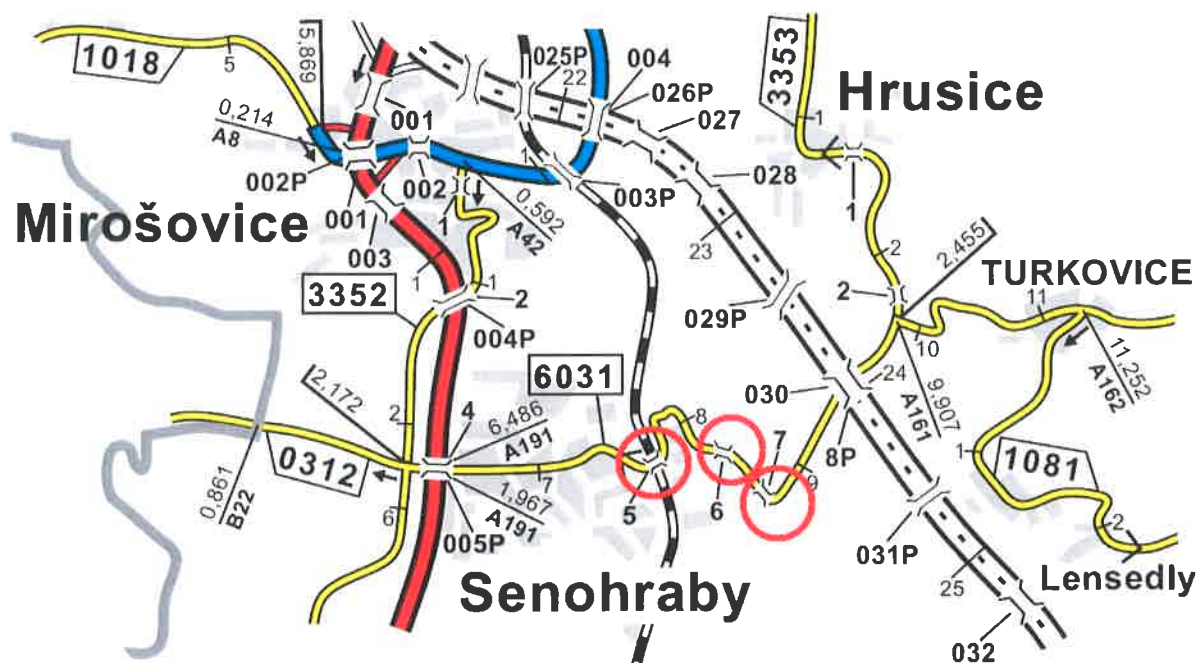 1018
5
5,869
025P
22
004
026P
3353
Hrusice
0,214
A8
001
027
1
1
002P
002
1
003P
028
1
001
1
0,592
A42
Mirošovice
003
23
2
2,455
1
1
2
TURKOVICE
3352
2
11
004P
029P
10
6031
24
11,252
A162
2,172
030
9,907
A161
2
4
6,486
A191
8
7
8P
1
1081
0312
7
9
0,861
B22
1,967
A191
5
6
2
6
005P
031P
Senohraby
25
Lensedly
032